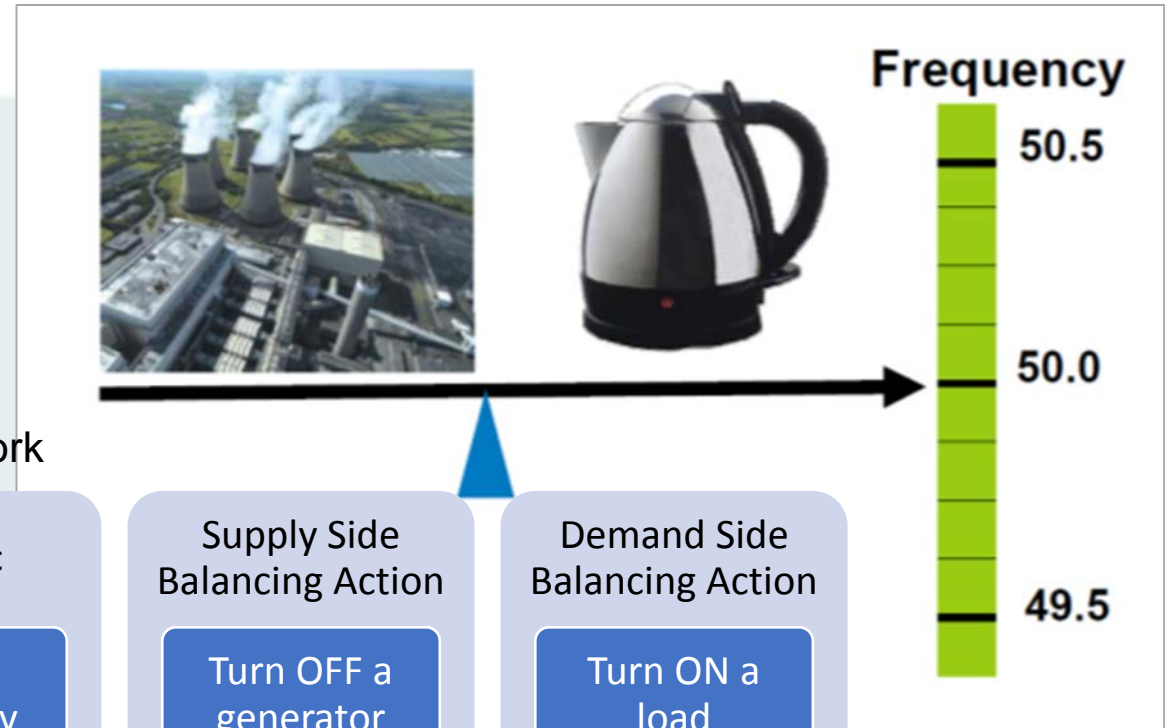 Frequency
50.5
50.0
49.5
Supply Side
Balancing Action
Turn OFF a
generator
Demand Side
Balancing Action
Turn ON a
load